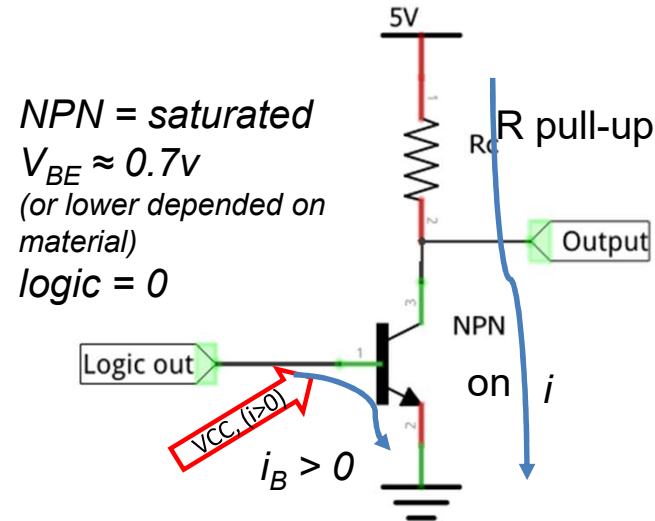 5V
NPN = saturated
V_BE ≈ 0.7v
(or lower depended on
material)
logic = 0
1
Rc
R pull-up
2
Output
3
NPN
Logic out
1
on
i
VCC, (i>0)
2
i_B > 0